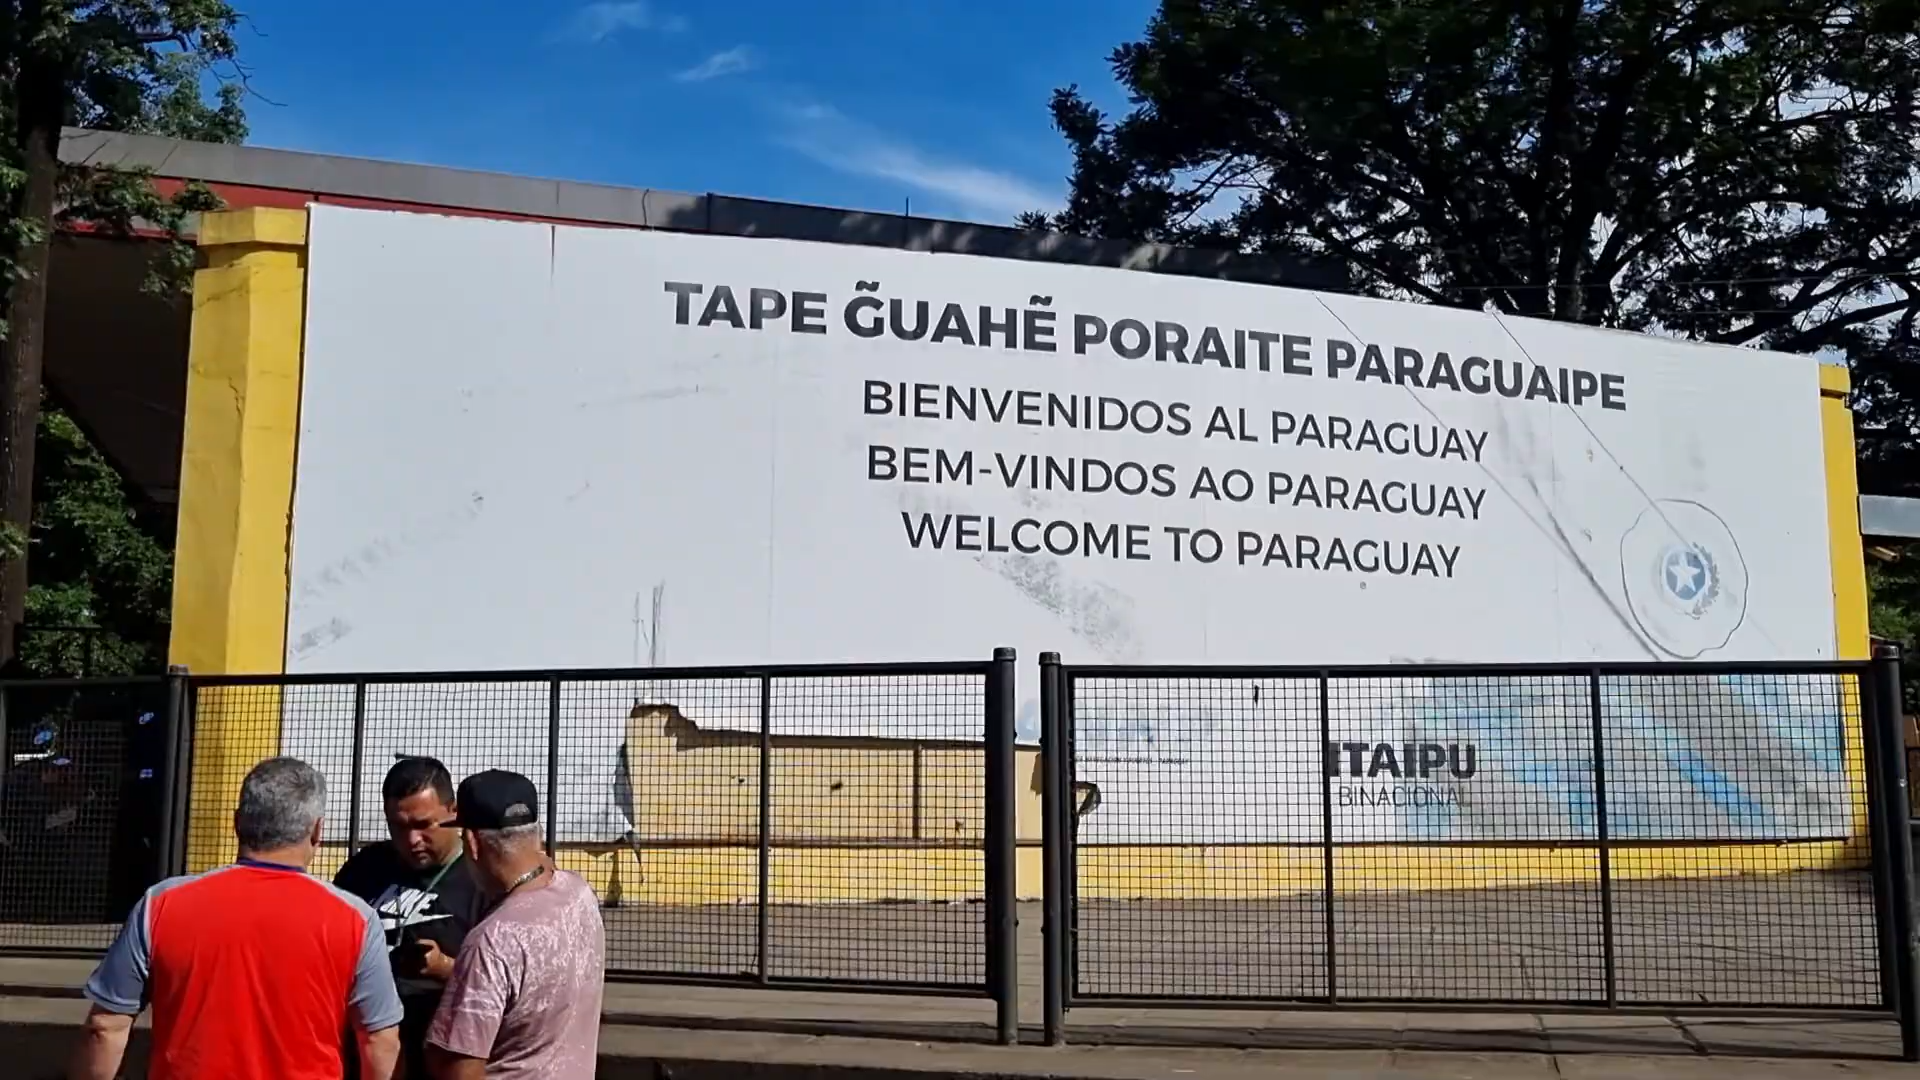 TAPE G̃UAHẼ PORAITE PARAGUAIPE
BIENVENIDOS AL PARAGUAY
BEM-VINDOS AO PARAGUAY
WELCOME TO PARAGUAY
ITAIPU
BINACIONAL